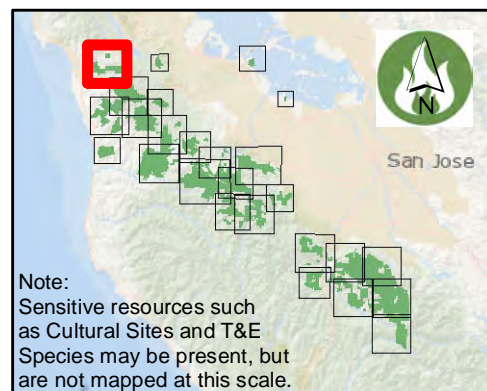 N
San Jose
Note:
Sensitive resources such
as Cultural Sites and T&E
Species may be present, but
are not mapped at this scale.